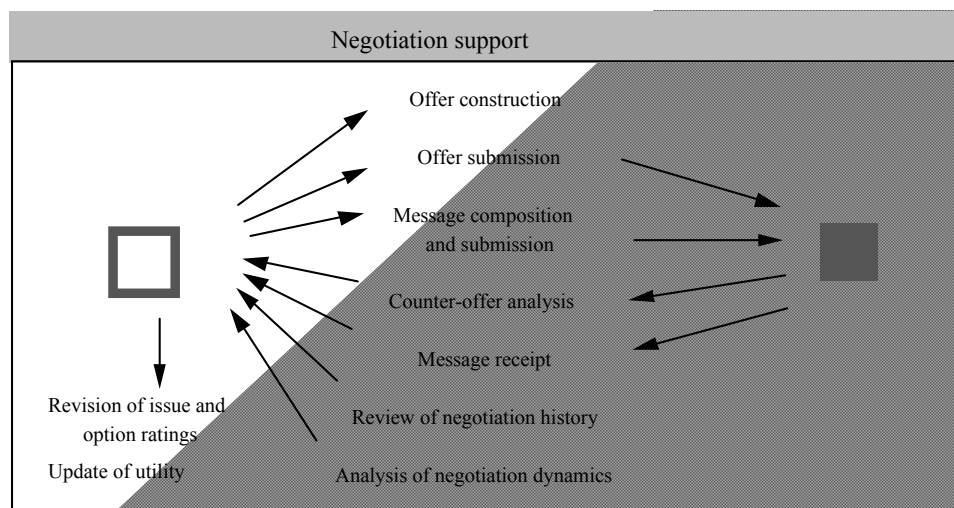 Negotiation support
Offer construction
Offer submission
Message composition
and submission
Counter-offer analysis
Message receipt
Revision of issue and
option ratings
Review of negotiation history
Update of utility
Analysis of negotiation dynamics